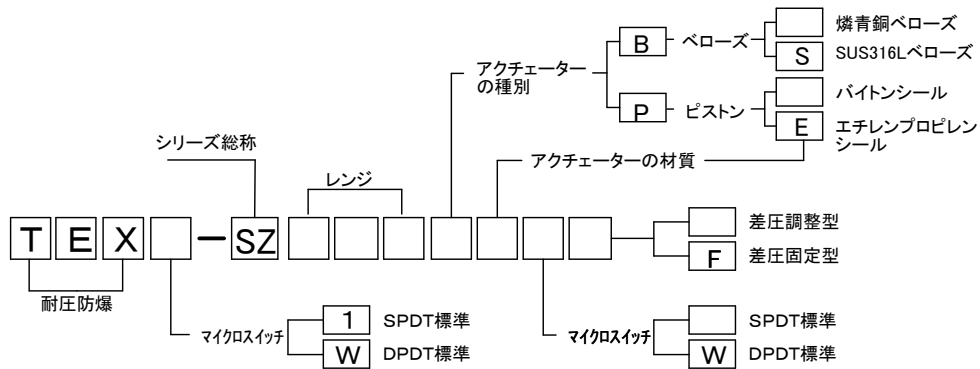 B ベローズ
燐青銅ベローズ
S SUS316Lベローズ
アクチェーター
の種別
P ピストン
バイトンシール
E エチレンプロピレン
シール
シリーズ総称
アクチェーターの材質
レンジ
T E X - SZ
差圧調整型
F 差圧固定型
耐圧防爆
マイクロスイッチ
1 SPDT標準
W DPDT標準
マイクロスイッチ
SPDT標準
W DPDT標準